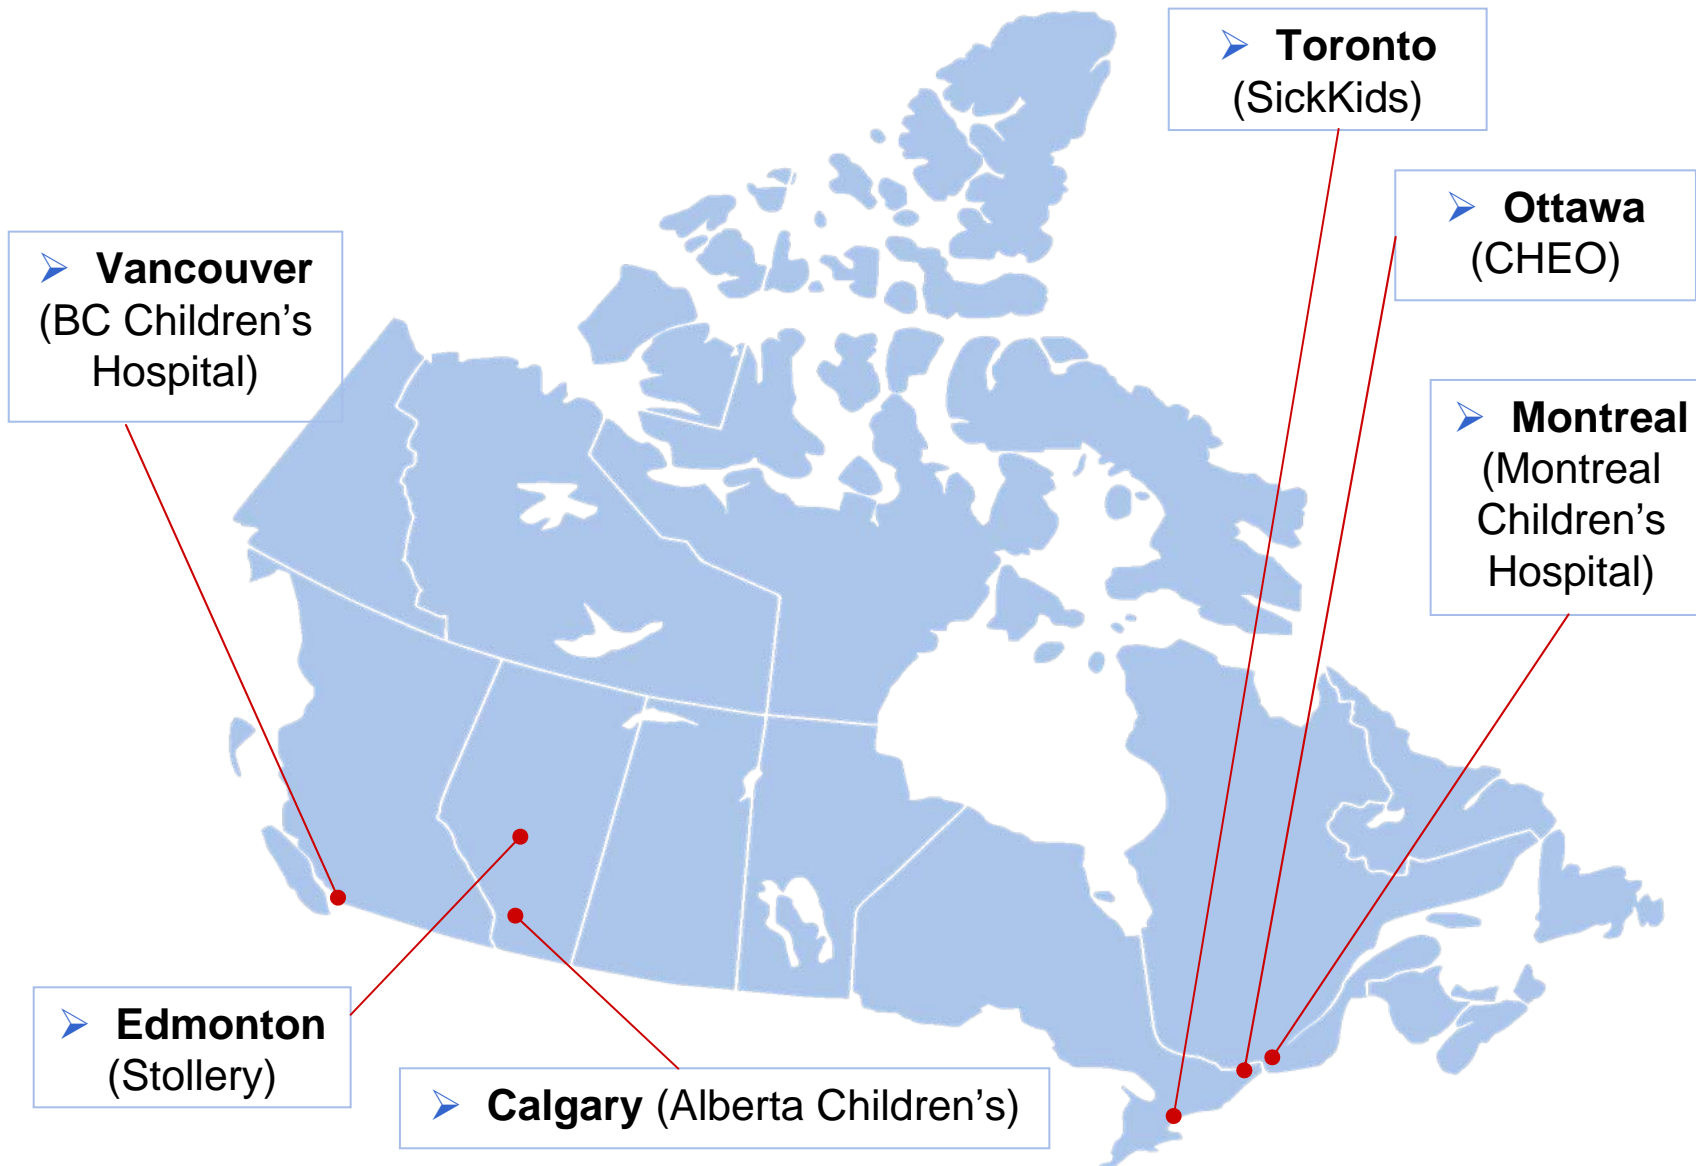 ➢ Toronto
(SickKids)
➢ Ottawa
(CHEO)
➢ Vancouver
(BC Children’s
Hospital)
➢ Montreal
(Montreal
Children’s
Hospital)
➢ Edmonton
(Stollery)
➢ Calgary (Alberta Children's)